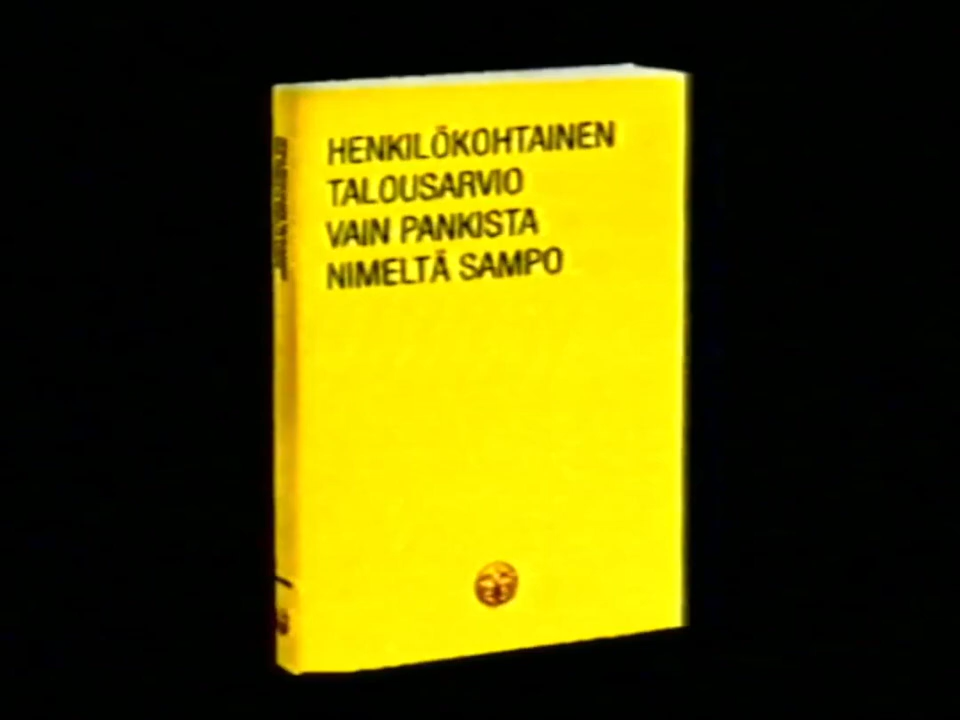 HENKILÖKOHTAINEN
TALOUSARVIO
VAIN PANKISTA
NIMELTÄ SAMPO